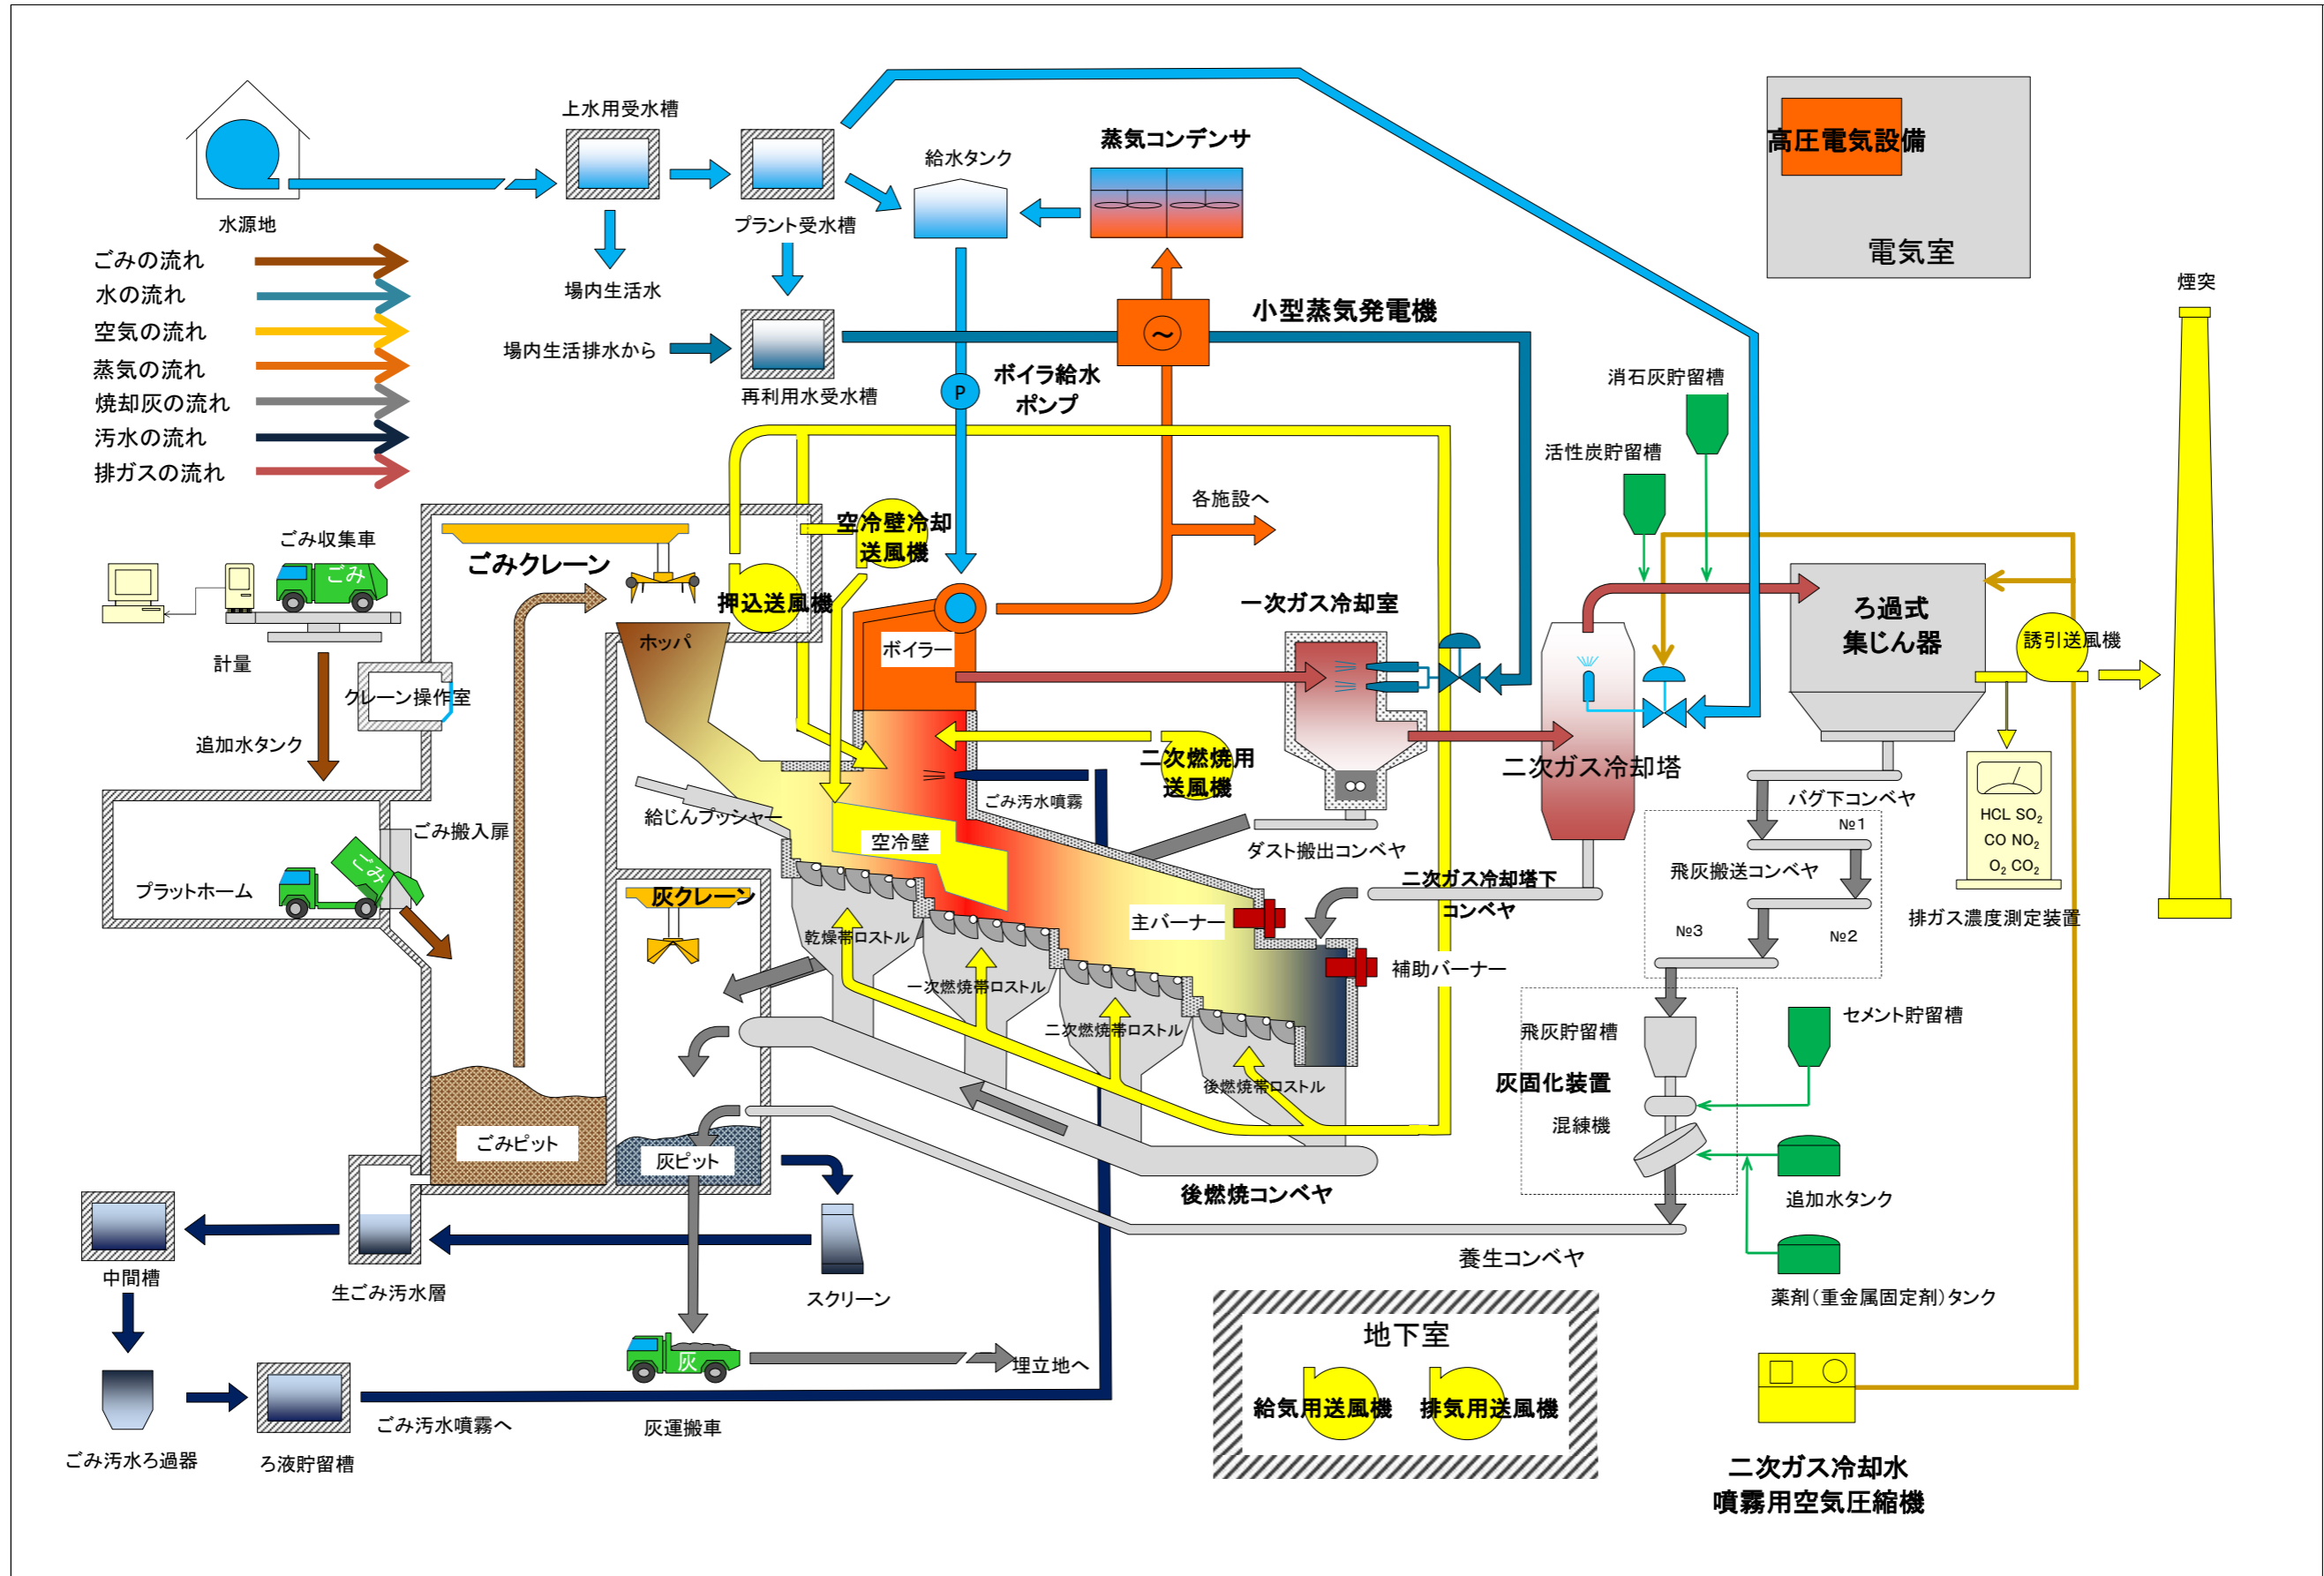 上水用受水槽
蒸気コンデンサ
給水タンク
高圧電気設備
電気室
水源地
プラント受水槽
ごみの流れ
水の流れ
空気の流れ
蒸気の流れ
焼却灰の流れ
汚水の流れ
排ガスの流れ
場内生活水
小型蒸気発電機
～
煙突
場内生活排水から
再利用水受水槽
P
ボイラ給水
ポンプ
消石灰貯留槽
活性炭貯留槽
各施設へ
ごみ収集車
ごみ
計量
ごみクレーン
空冷壁冷却
送風機
押込送風機
ホッパ
ボイラー
一次ガス冷却室
ろ過式
集じん器
誘引送風機
クレーン操作室
追加水タンク
二次燃焼用
送風機
二次ガス冷却塔
ごみ汚水噴霧
給じんプッシャー
空冷壁
ごみ搬入扉
プラットホーム
ごみ
灰クレーン
ダスト搬出コンベヤ
二次ガス冷却塔下
コンベヤ
バグ下コンベヤ
№1
飛灰搬送コンベヤ
№3
№2
HCL SO₂
CO NO₂
O₂ CO₂
排ガス濃度測定装置
主バーナー
補助バーナー
乾燥帯ロストル
一次燃焼帯ロストル
二次燃焼帯ロストル
後燃焼帯ロストル
飛灰貯留槽
セメント貯留槽
灰固化装置
混練機
追加水タンク
薬剤(重金属固定剤)タンク
ごみピット
灰ピット
後燃焼コンベヤ
養生コンベヤ
中間槽
生ごみ汚水層
スクリーン
灰
埋立地へ
灰運搬車
ごみ汚水噴霧へ
ごみ汚水ろ過器
ろ液貯留槽
地下室
給気用送風機
排気用送風機
二次ガス冷却水
噴霧用空気圧縮機